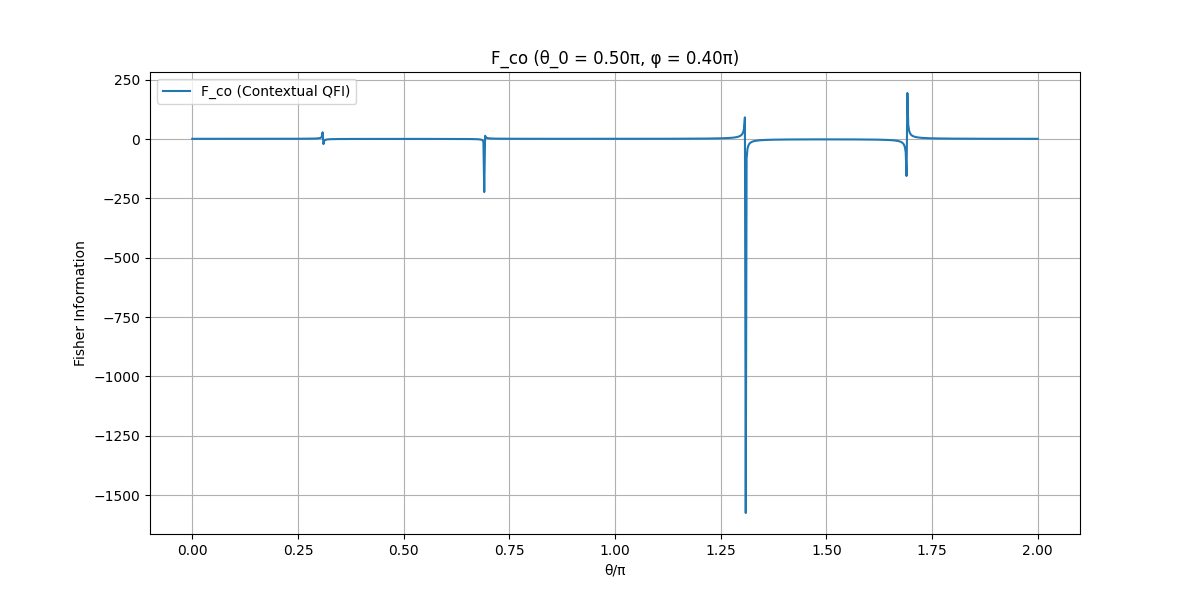 F_co (θ_0 = 0.50π, φ = 0.40π)
F_co (Contextual QFI)
Fisher Information
250
0
−250
−500
−750
−1000
−1250
−1500
0.00 0.25 0.50 0.75 1.00 1.25 1.50 1.75 2.00
θ/π